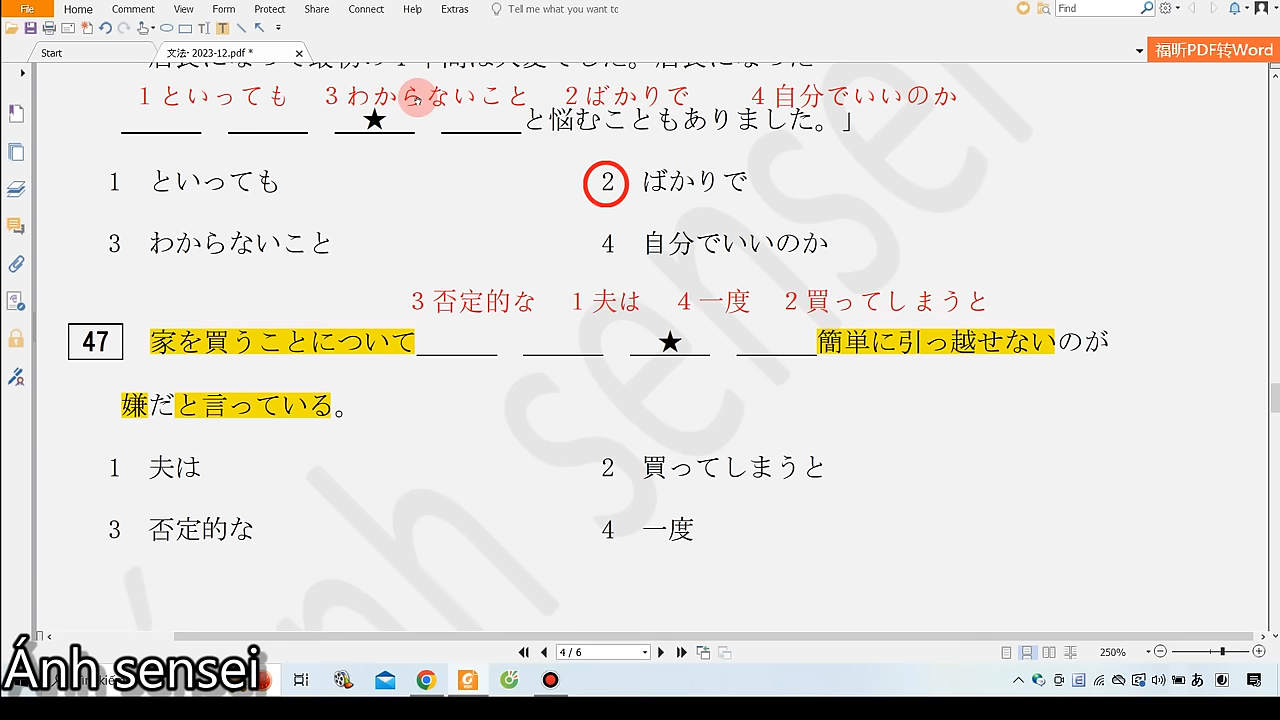 File Home Comment View Form Protect Share Connect Help Extras Tell me what you want to Find
Start 文法- 2023-12.pdf * 福昕PDF转Word
1といっても 3わからないこと 2ばかりで 4自分でいいのか
★ と悩むこともありました。」
1 といっても 2 ばかりで
3 わからないこと 4 自分でいいのか
3否定的な 1夫は 4一度 2買ってしまうと
47 家を買うことについて ★ 簡単に引っ越せないのが
嫌だと言っている。
1 夫は 2 買ってしまうと
3 否定的な 4 一度
Ánh sensei
4 / 6 250%
Ánh sensei